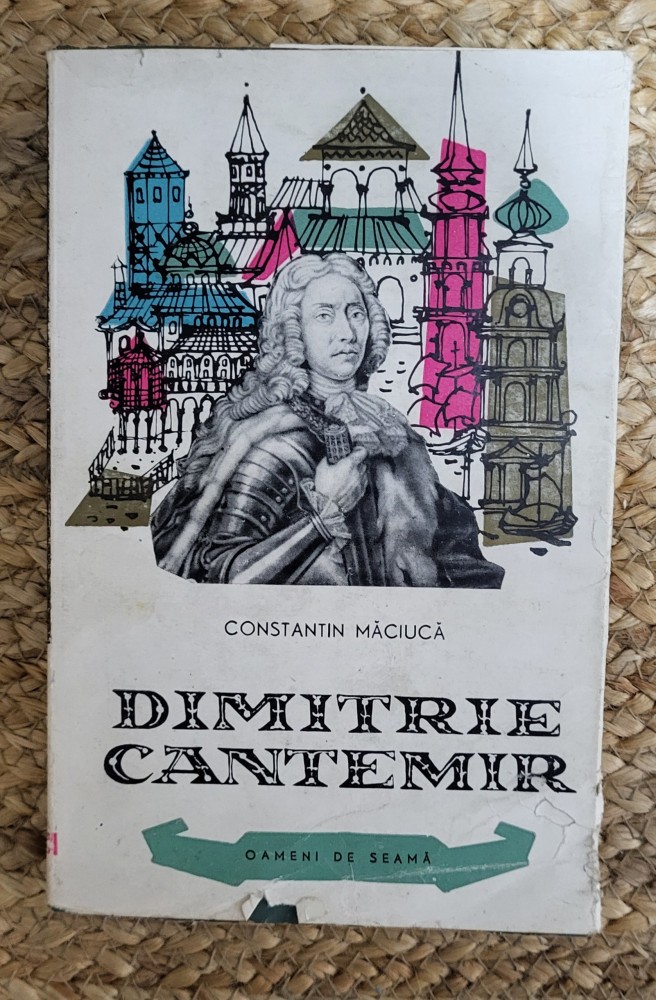 CONSTANTIN MĂCIUCĂ
DIMITRIE
CANTEMIR
OAMENI DE SEAMĂ